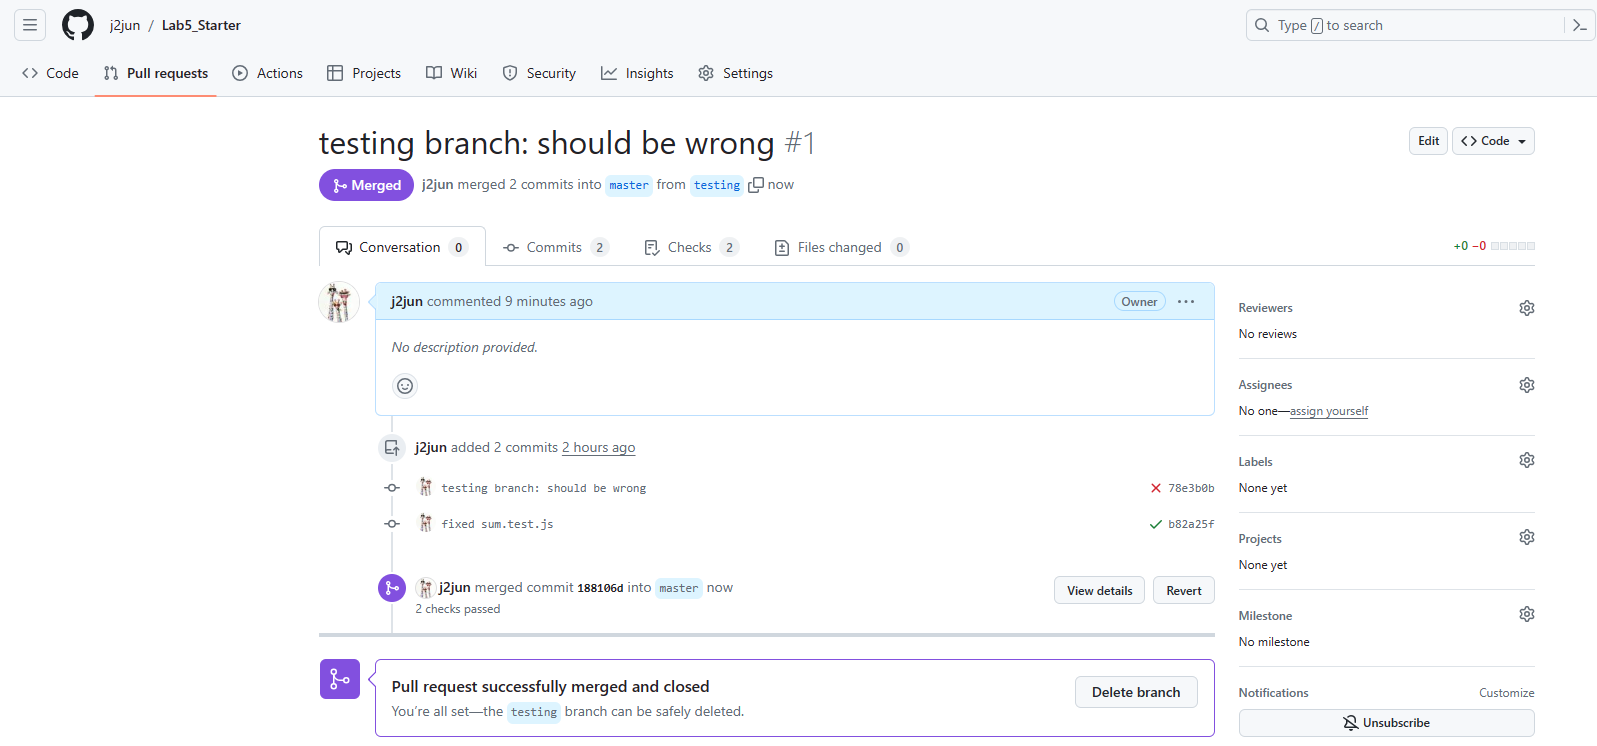 j2jun / Lab5_Starter
Type / to search
Code Pull requests Actions Projects Wiki Security Insights Settings
testing branch: should be wrong #1
Edit
Code
Merged j2jun merged 2 commits into master from testing now
Conversation 0 Commits 2 Checks 2 Files changed 0
+0 −0
j2jun commented 9 minutes ago
Owner
No description provided.
j2jun added 2 commits 2 hours ago
testing branch: should be wrong 78e3b0b
fixed sum.test.js b82a25f
j2jun merged commit 188106d into master now
2 checks passed
View details
Revert
Pull request successfully merged and closed
You're all set—the testing branch can be safely deleted.
Delete branch
Reviewers
No reviews
Assignees
No one—assign yourself
Labels
None yet
Projects
None yet
Milestone
No milestone
Notifications Customize
Unsubscribe